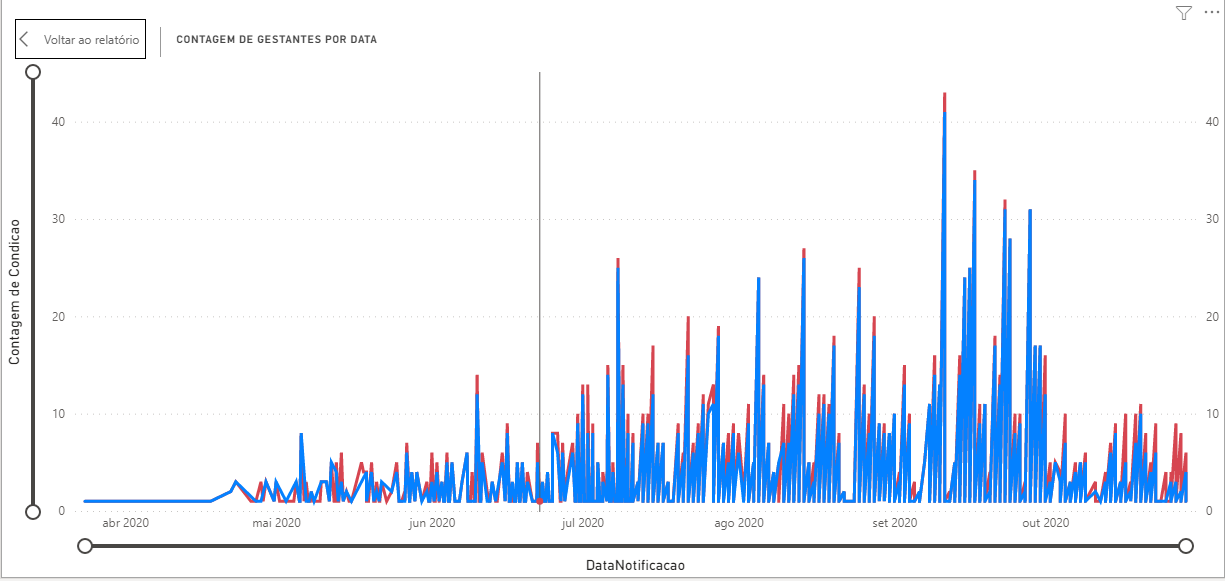 Voltar ao relatório
CONTAGEM DE GESTANTES POR DATA
40
30
20
10
0
40
30
20
10
0
Contagem de Condicao
abr 2020 mai 2020 jun 2020 jul 2020 ago 2020 set 2020 out 2020
DataNotificacao